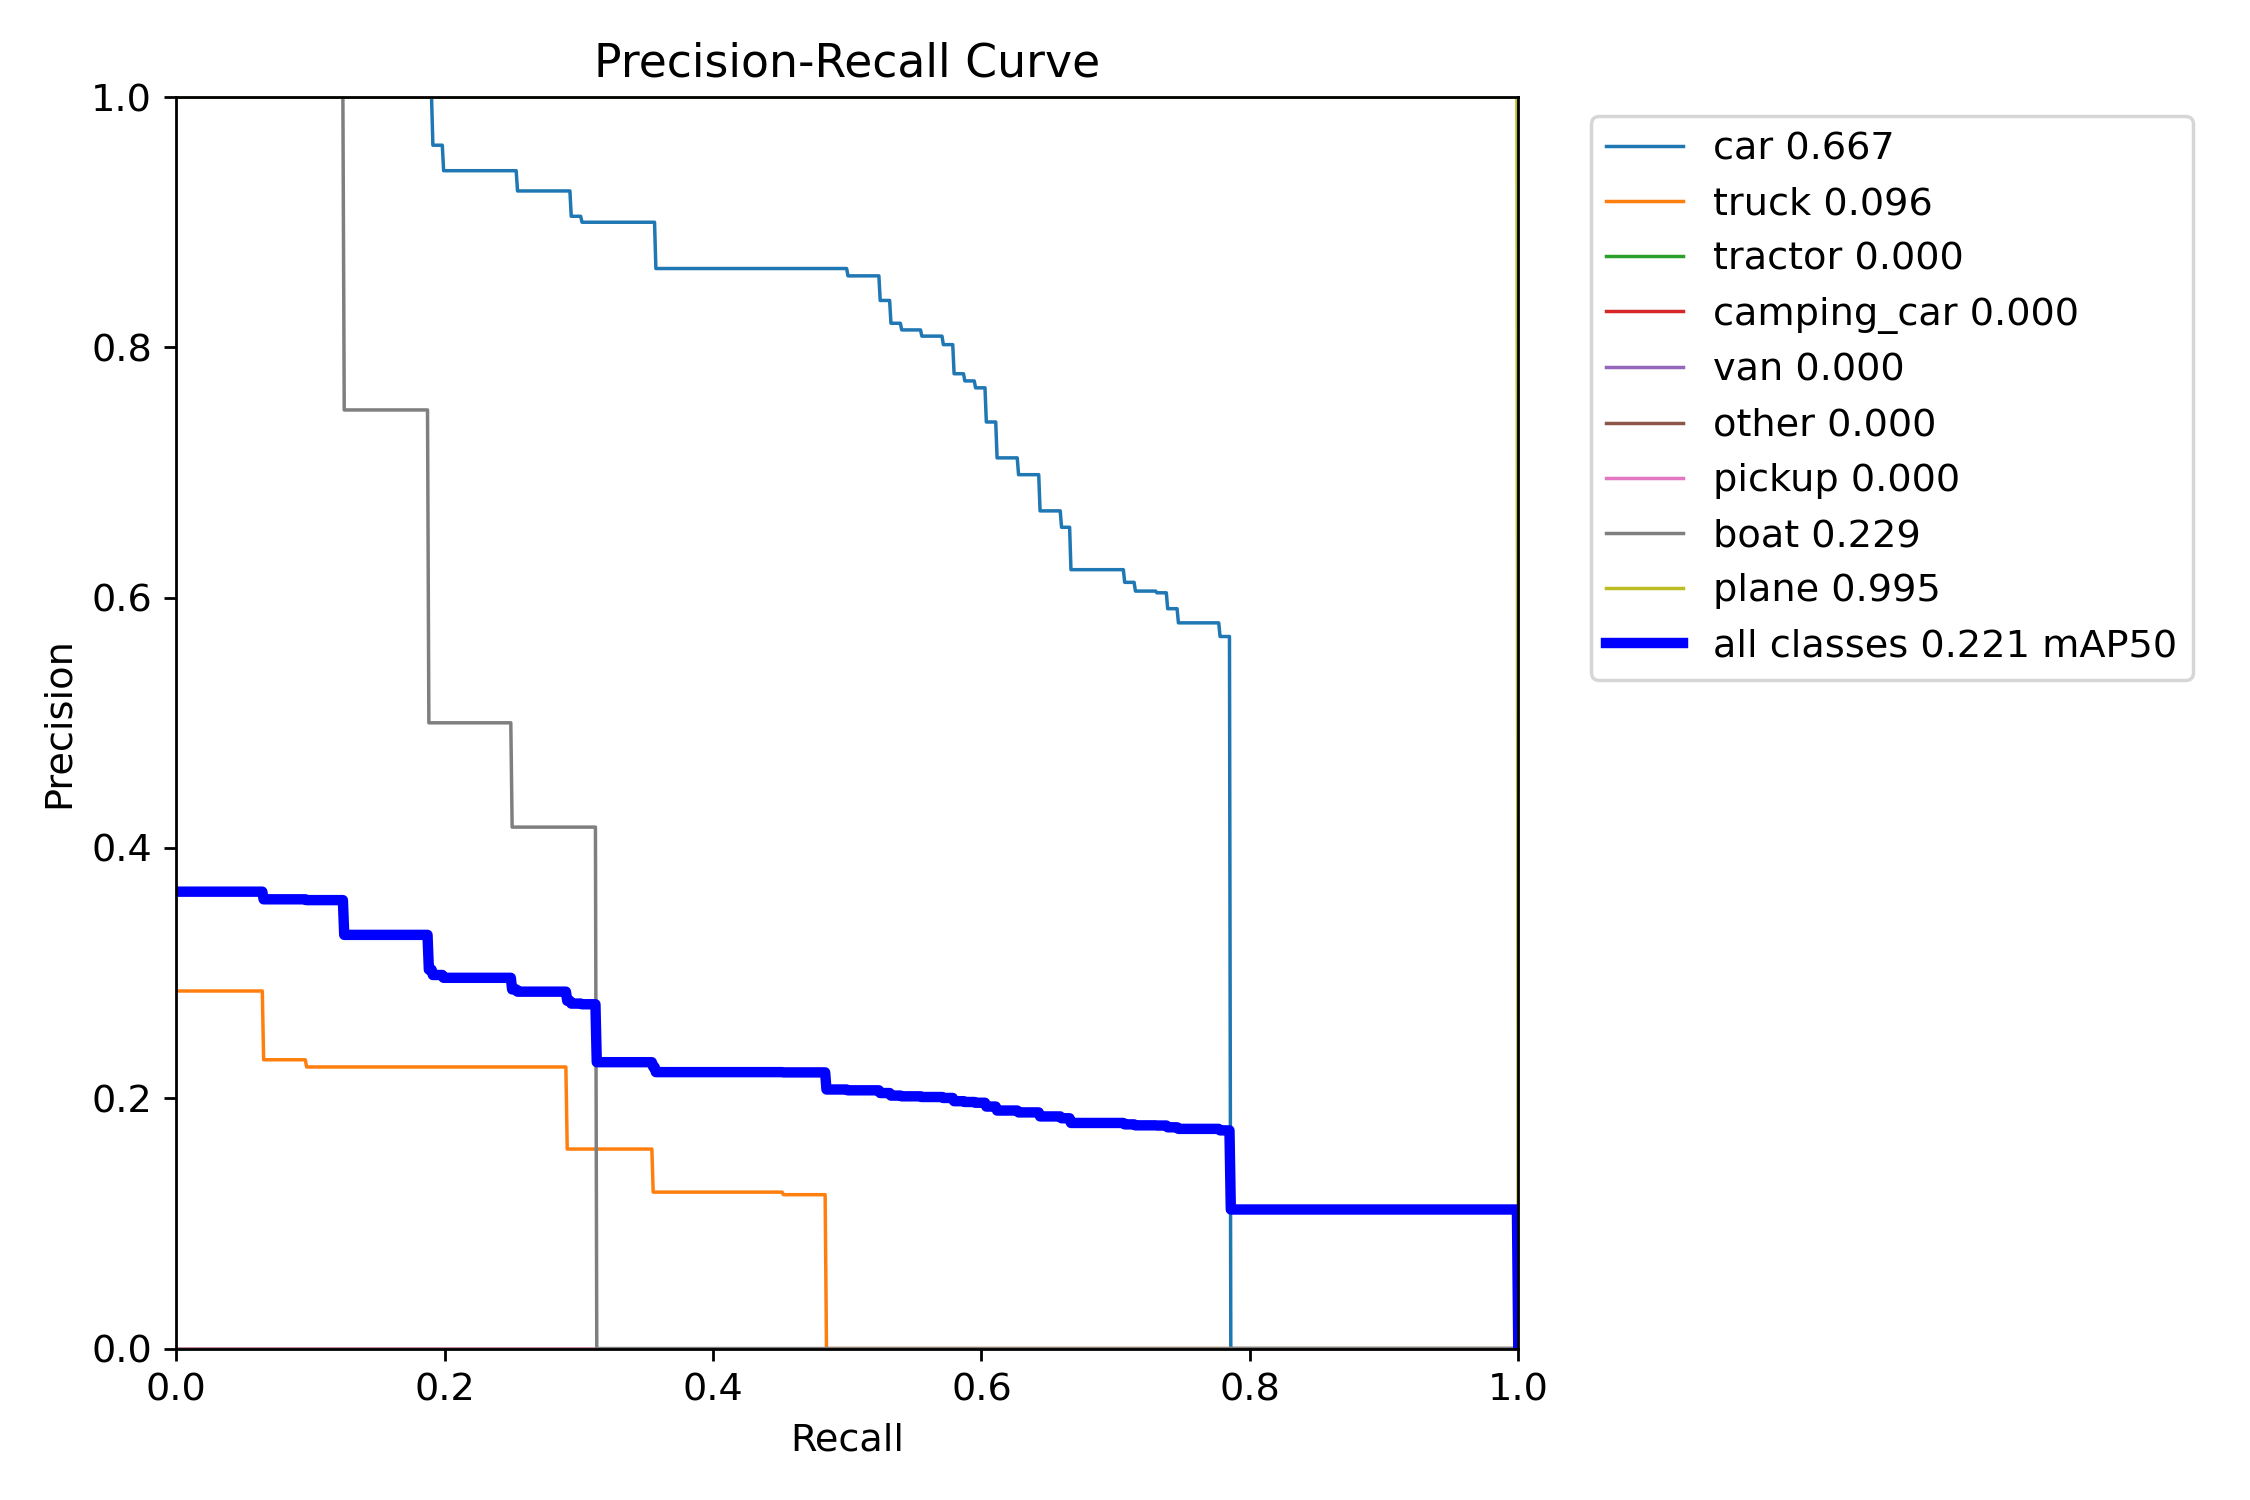 Precision-Recall Curve
1.0
0.8
0.6
0.4
0.2
0.0
Precision
0.0 0.2 0.4 0.6 0.8 1.0
Recall
car 0.667
truck 0.096
tractor 0.000
camping_car 0.000
van 0.000
other 0.000
pickup 0.000
boat 0.229
plane 0.995
all classes 0.221 mAP50